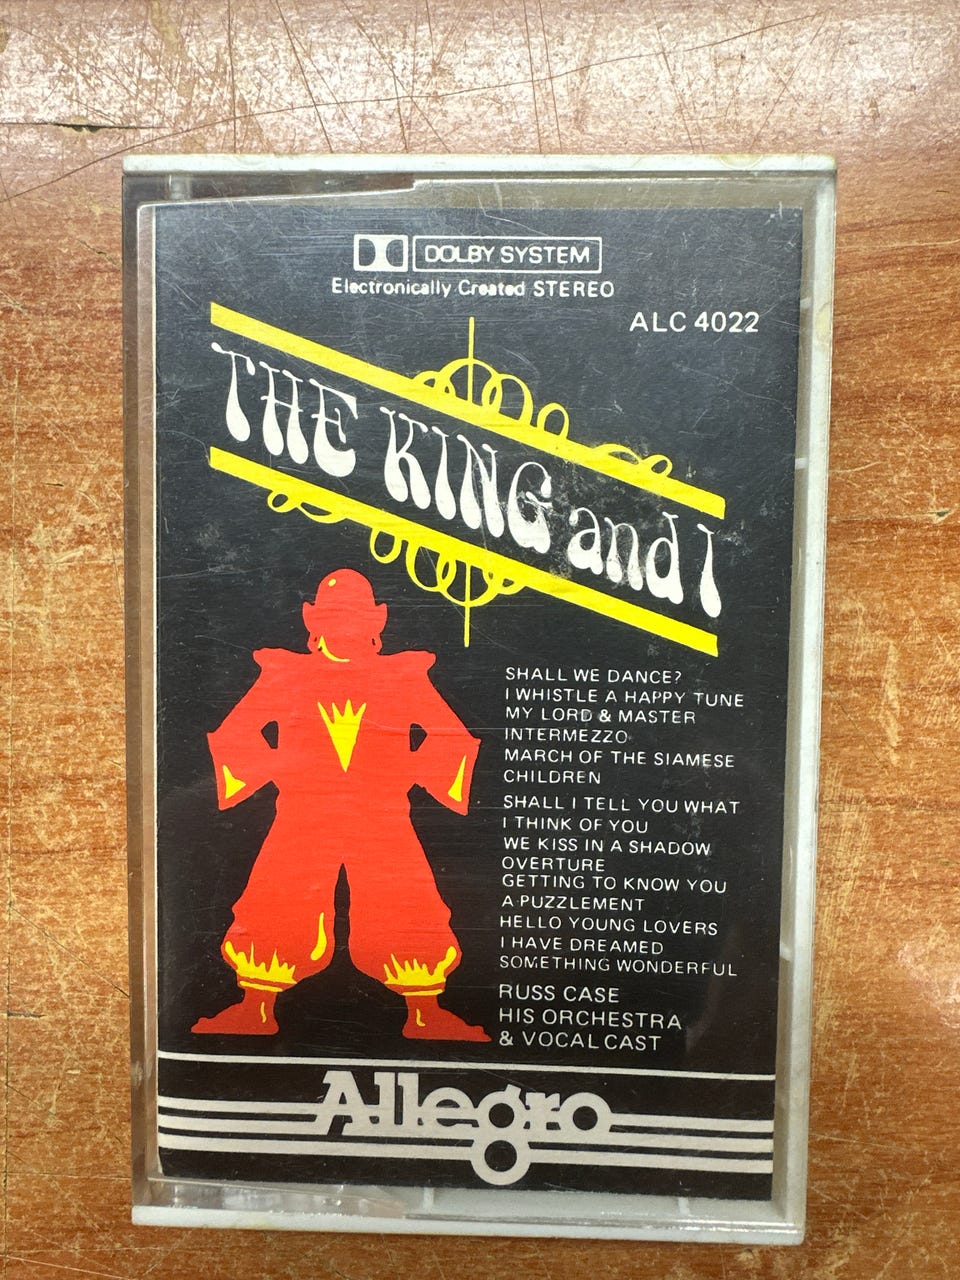 DOLBY SYSTEM
Electronically Created STEREO
ALC 4022
THE KING and I
SHALL WE DANCE?
I WHISTLE A HAPPY TUNE
MY LORD & MASTER
INTERMEZZO
MARCH OF THE SIAMESE
CHILDREN
SHALL I TELL YOU WHAT
I THINK OF YOU
WE KISS IN A SHADOW
OVERTURE
GETTING TO KNOW YOU
A PUZZLEMENT
HELLO YOUNG LOVERS
I HAVE DREAMED
SOMETHING WONDERFUL
RUSS CASE
HIS ORCHESTRA
& VOCAL CAST
Allegro